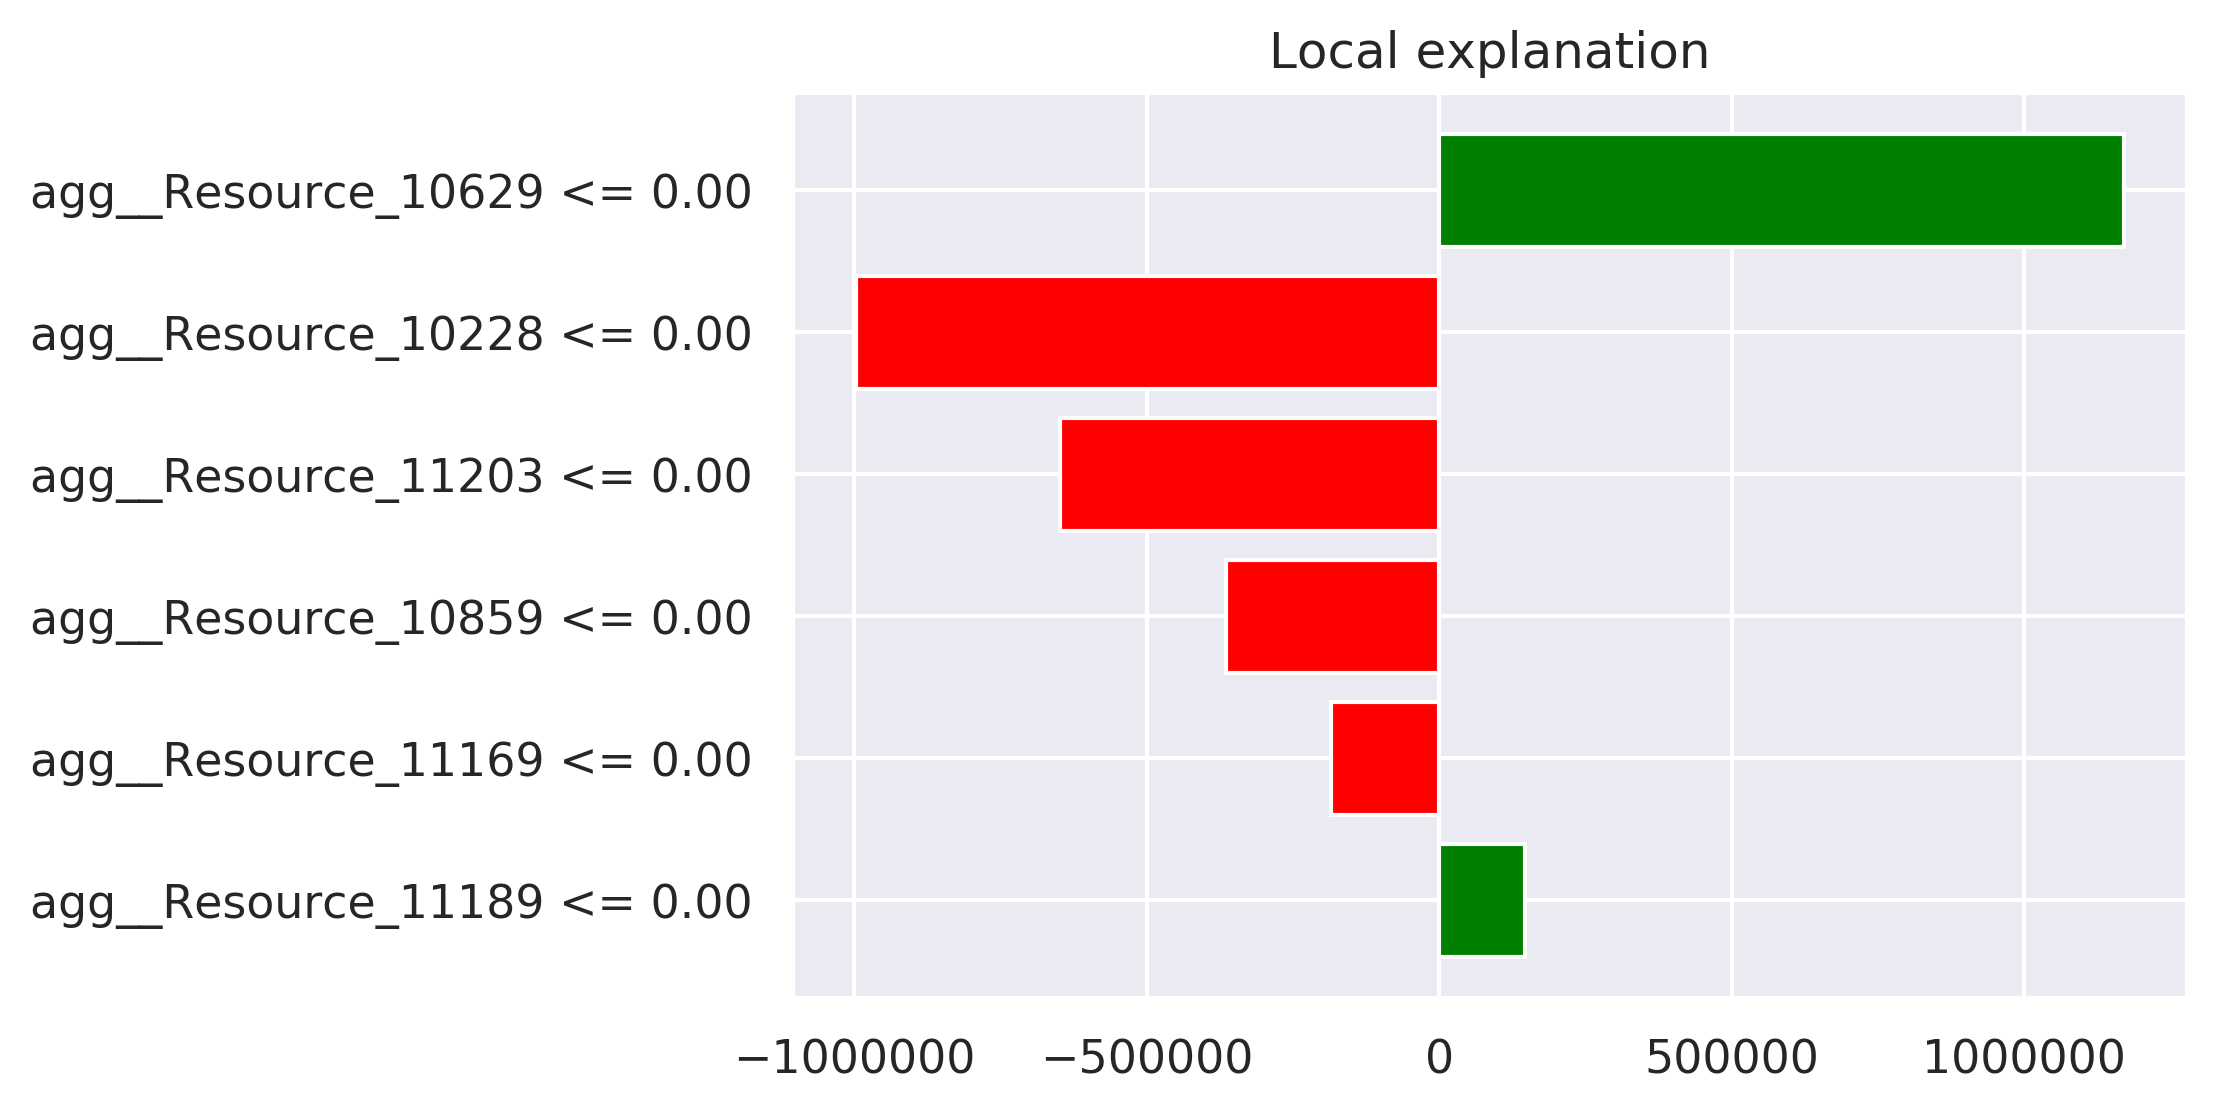 Local explanation
agg__Resource_10629 <= 0.00
agg__Resource_10228 <= 0.00
agg__Resource_11203 <= 0.00
agg__Resource_10859 <= 0.00
agg__Resource_11169 <= 0.00
agg__Resource_11189 <= 0.00
−1000000 −500000 0 500000 1000000